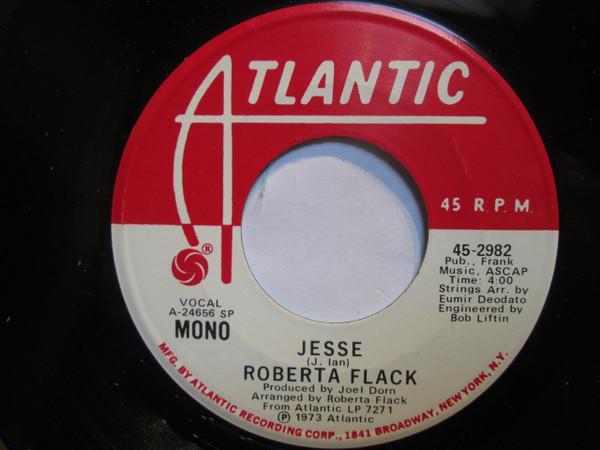 ATLANTIC
45 R.P.M.
®
45-2982
Pub., Frank
Music, ASCAP
Time: 4:00
Strings Arr. by
Eumir Deodato
Engineered by
Bob Liftin
VOCAL
A-24656 SP
MONO
JESSE
(J. Ian)
ROBERTA FLACK
Produced by Joel Dorn
Arranged by Roberta Flack
From Atlantic LP 7271
℗ 1973 Atlantic
MFG. BY ATLANTIC RECORDING CORP., 1841 BROADWAY, NEW YORK, N.Y.